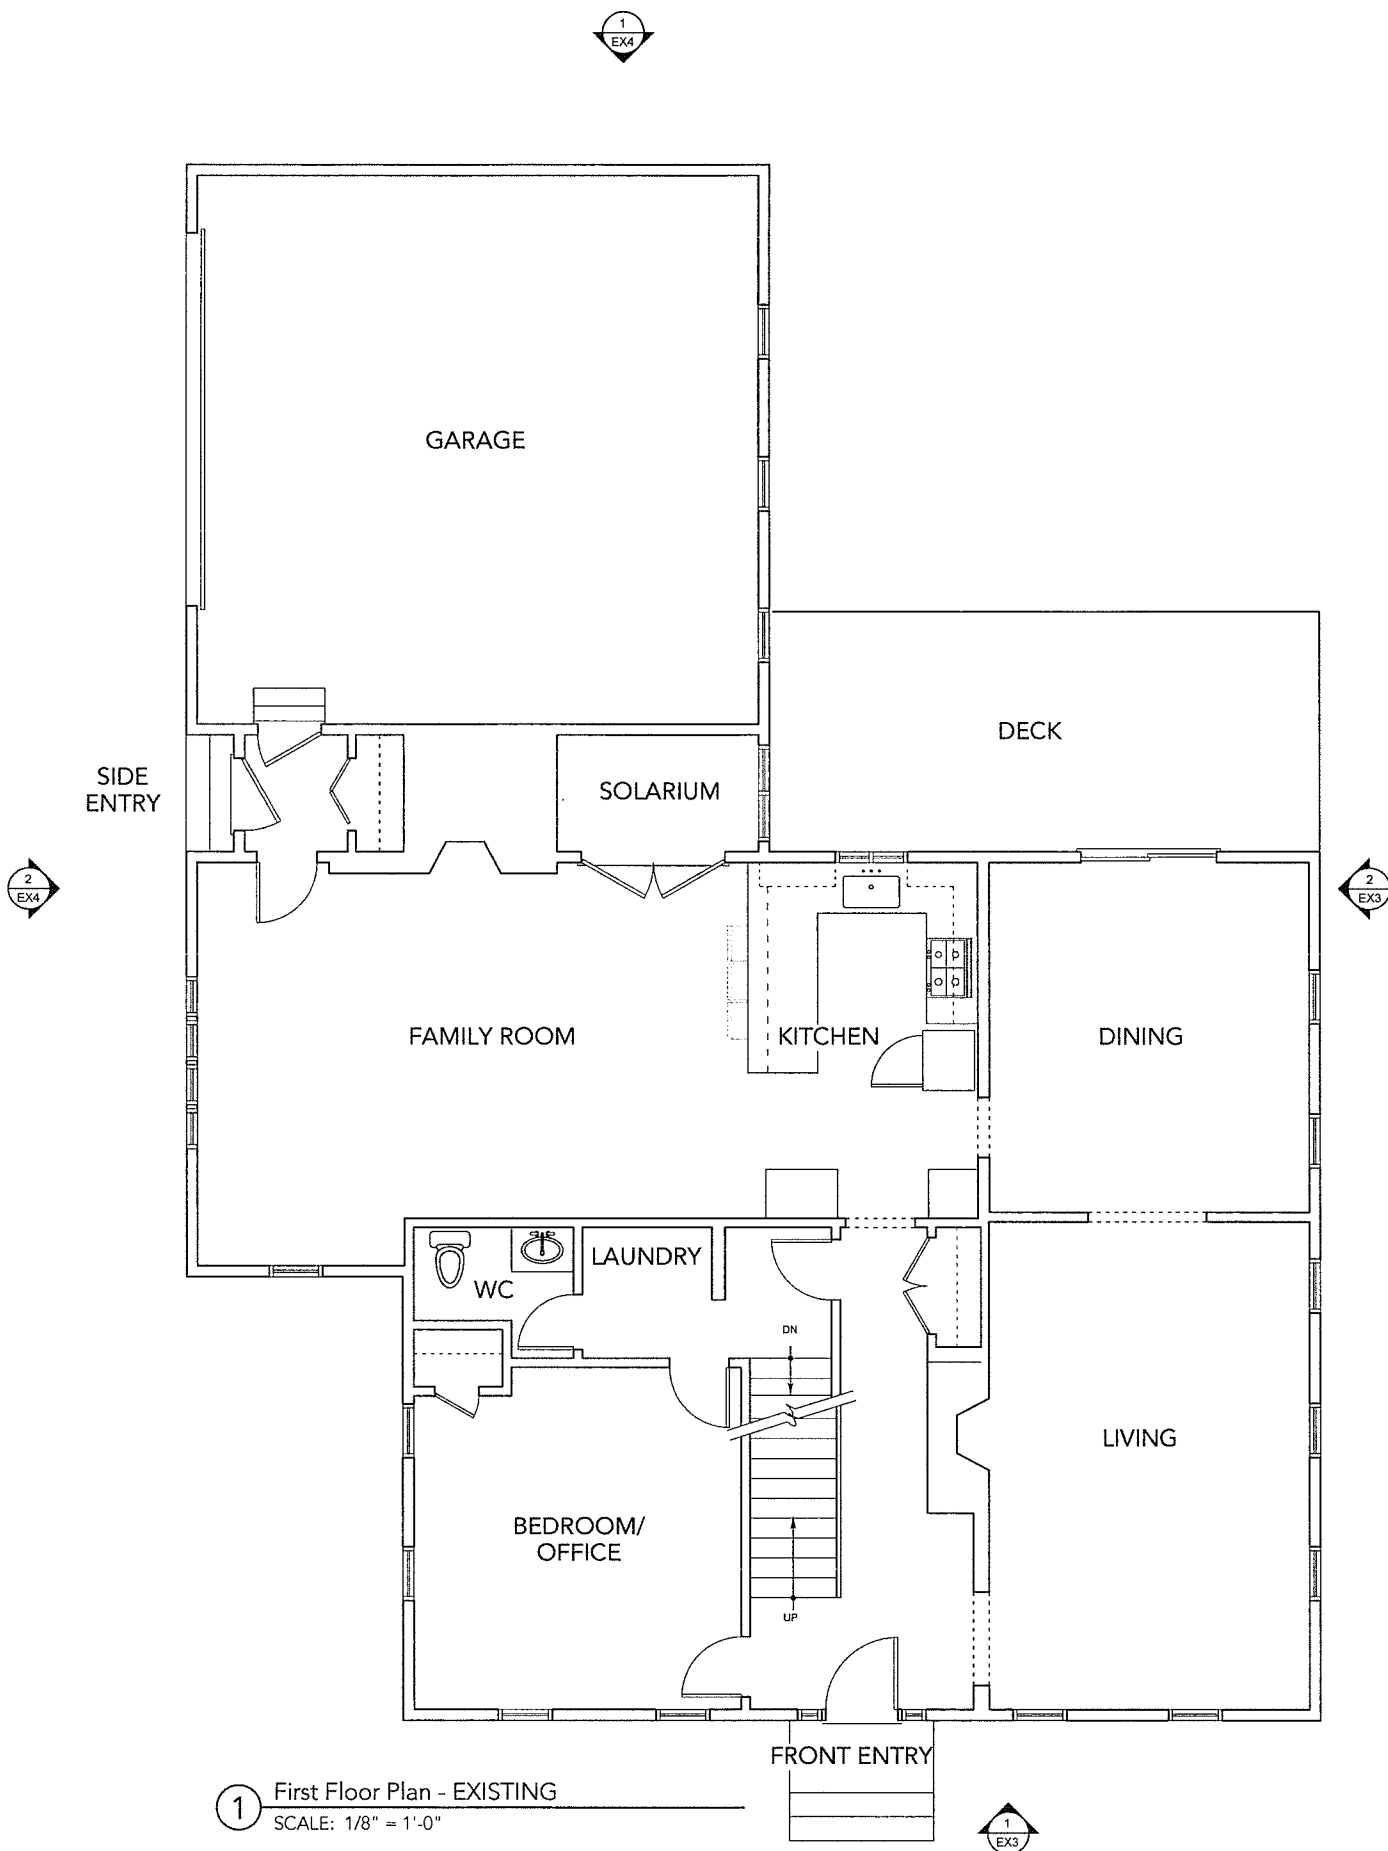 1
EX4
GARAGE
DECK
SIDE
ENTRY
SOLARIUM
2
EX4
2
EX3
FAMILY ROOM
KITCHEN
DINING
LAUNDRY
WC
DN
LIVING
BEDROOM/
OFFICE
UP
FRONT ENTRY
1
First Floor Plan - EXISTING
SCALE: 1/8" = 1'-0"
1
EX3